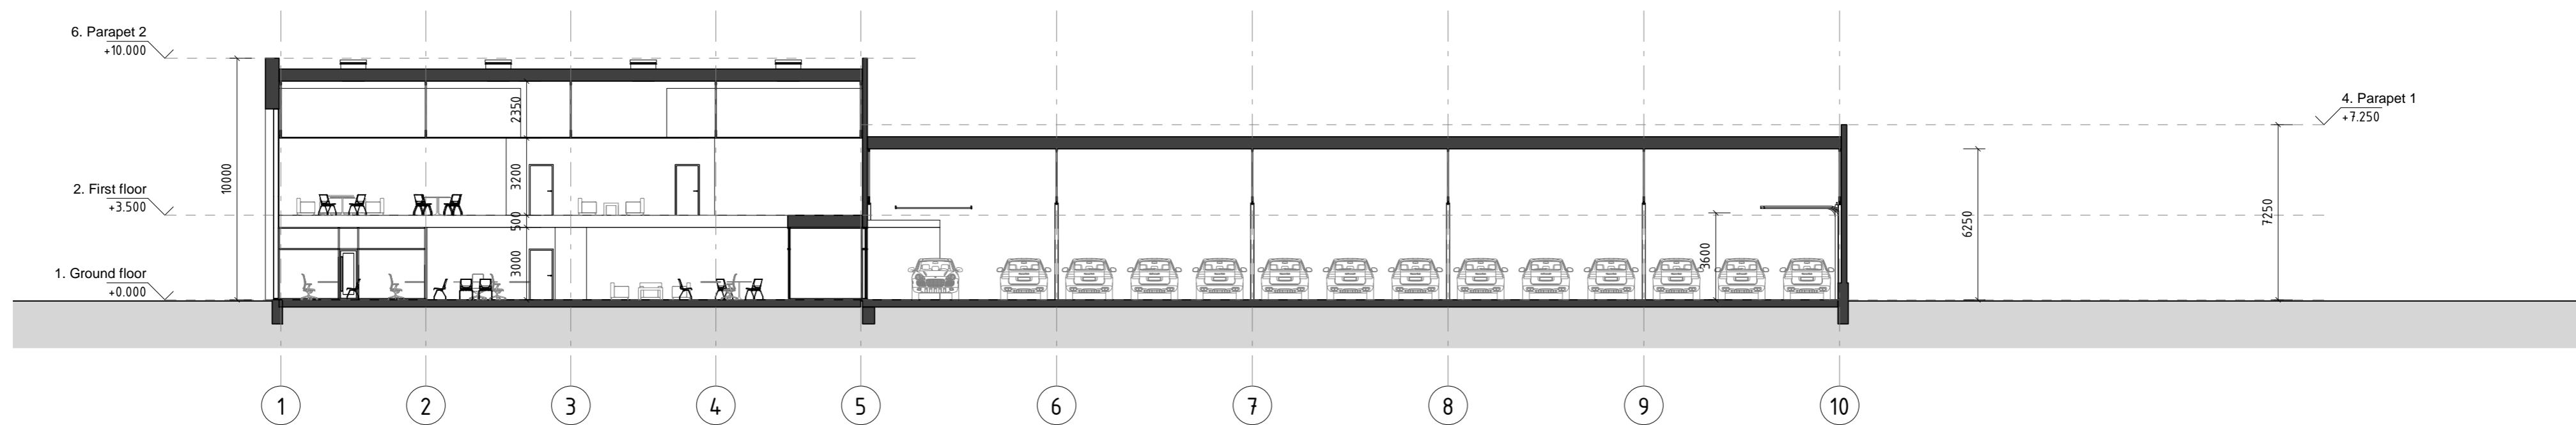 6. Parapet 2
+10.000
4. Parapet 1
+7.250
2350
10000
3200
2. First floor
+3.500
500
6250
7250
3600
3000
1. Ground floor
+0.000
1 2 3 4 5 6 7 8 9 10